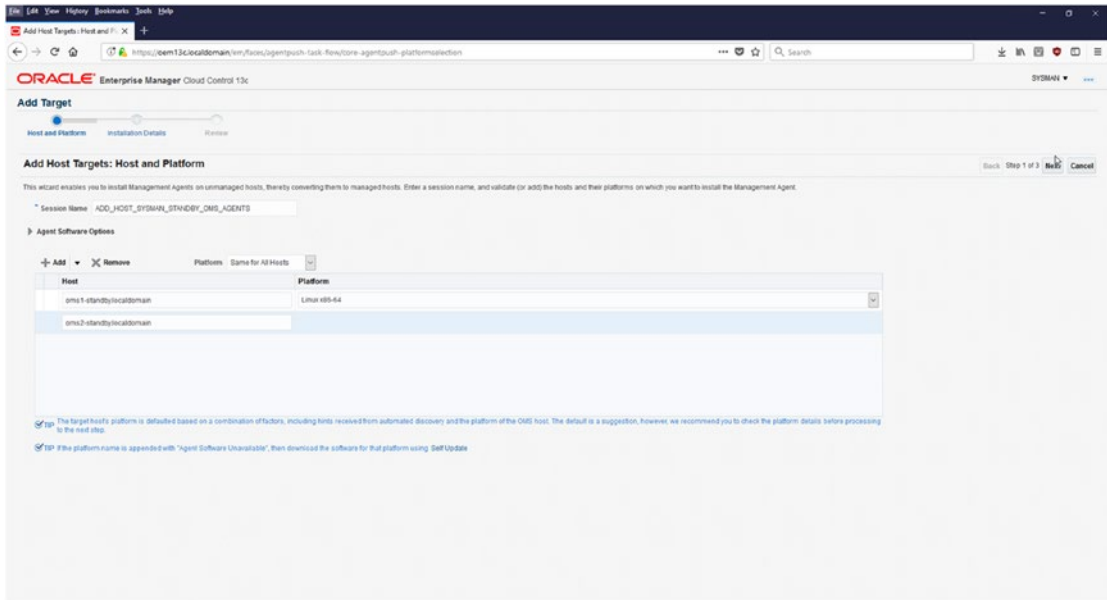 File Edit View History Bookmarks Tools Help
Add Host Targets: Host and Pl
https://oem13c.localdomain/em/faces/agentpush-task-flow/core-agentpush-platformselection
Search
ORACLE Enterprise Manager Cloud Control 13c
SYSMAN
Add Target
Host and Platform Installation Details Review
Add Host Targets: Host and Platform
Back Step 1 of 3 Next Cancel
This wizard enables you to install Management Agents on unmanaged hosts, thereby converting them to managed hosts. Enter a session name, and validate (or add) the hosts and their platforms on which you want to install the Management Agent.
* Session Name ADD_HOST_SYSMAN_STANDBY_OMS_AGENTS
Agent Software Options
Add Remove Platform Same for All Hosts
Host Platform
oms1-standby.localdomain Linux x86-64
oms2-standby.localdomain
TIP The target host's platform is defaulted based on a combination of factors, including hints received from automated discovery and the platform of the OMS host. The default is a suggestion, however, we recommend you to check the platform details before processing
to the next step.
TIP If the platform name is appended with "Agent Software Unavailable", then download the software for that platform using Self Update